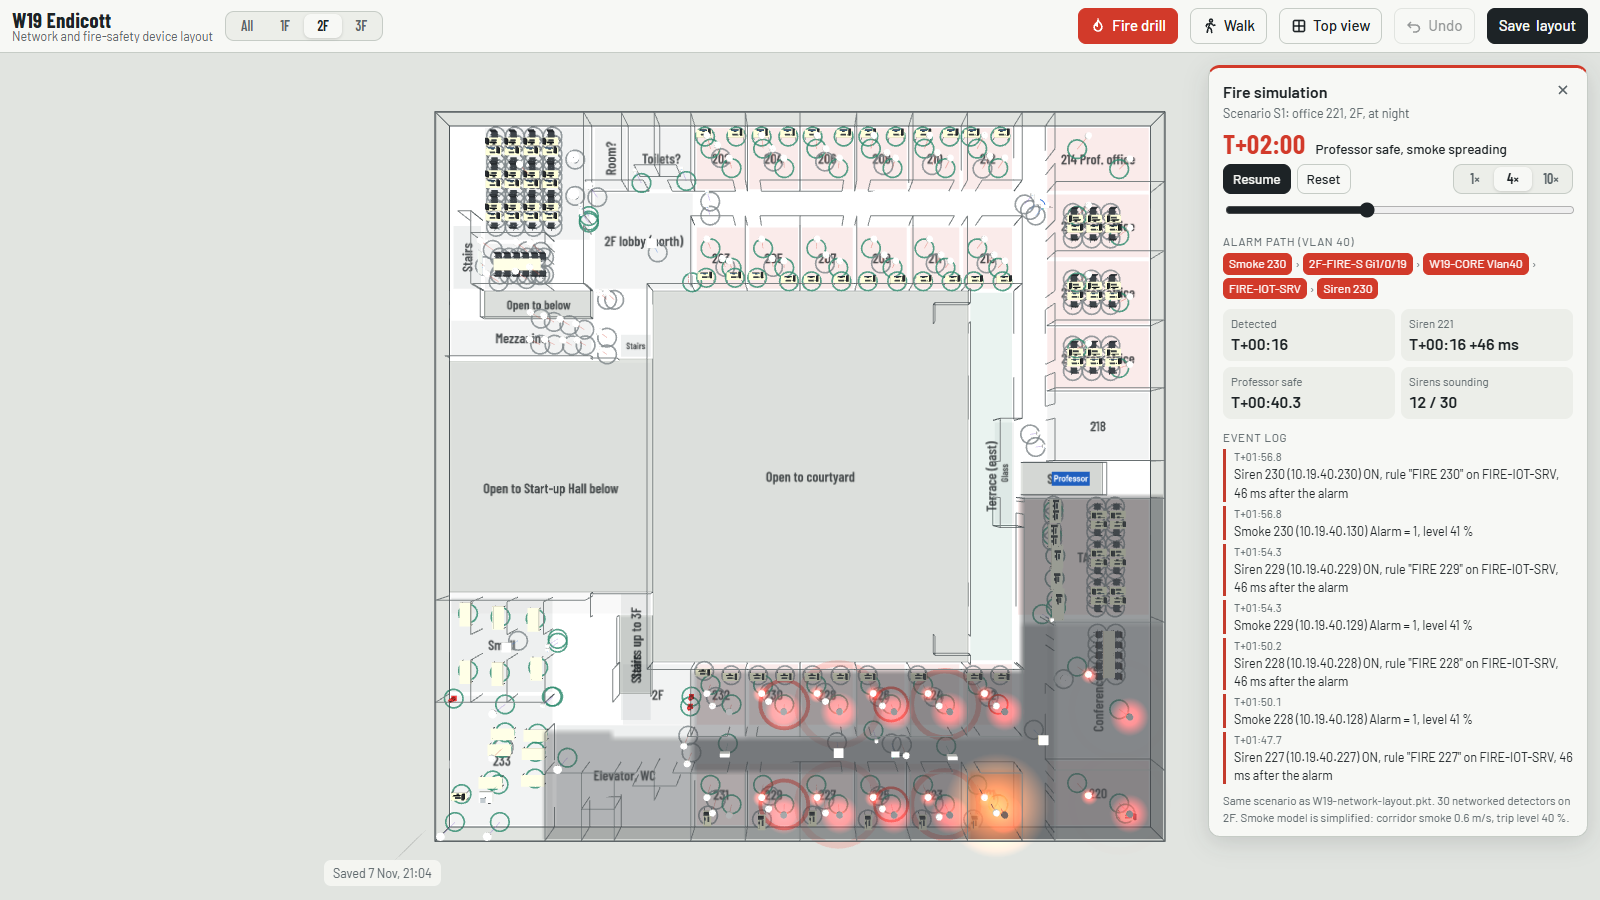 W19 Endicott
Network and fire-safety device layout
All 1F 2F 3F
Fire drill
Walk
Top view
Undo
Save layout
Fire simulation
Scenario S1: office 221, 2F, at night
T+02:00 Professor safe, smoke spreading
Resume Reset
1× 4× 10×
ALARM PATH (VLAN 40)
Smoke 230 › 2F-FIRE-S Gi1/0/19 › W19-CORE Vlan40 ›
FIRE-IOT-SRV › Siren 230
Detected
T+00:16
Siren 221
T+00:16 +46 ms
Professor safe
T+00:40.3
Sirens sounding
12 / 30
EVENT LOG
T+01:56.8
Siren 230 (10.19.40.230) ON, rule "FIRE 230" on FIRE-IOT-SRV,
46 ms after the alarm
T+01:56.8
Smoke 230 (10.19.40.130) Alarm = 1, level 41 %
T+01:54.3
Siren 229 (10.19.40.229) ON, rule "FIRE 229" on FIRE-IOT-SRV,
46 ms after the alarm
T+01:54.3
Smoke 229 (10.19.40.129) Alarm = 1, level 41 %
T+01:50.2
Siren 228 (10.19.40.228) ON, rule "FIRE 228" on FIRE-IOT-SRV,
46 ms after the alarm
T+01:50.1
Smoke 228 (10.19.40.128) Alarm = 1, level 41 %
T+01:47.7
Siren 227 (10.19.40.227) ON, rule "FIRE 227" on FIRE-IOT-SRV, 46
ms after the alarm
Same scenario as W19-network-layout.pkt. 30 networked detectors on
2F. Smoke model is simplified: corridor smoke 0.6 m/s, trip level 40 %.
Room?
Toilets?
206
214 Prof.
2F lobby
Stairs
Open to below
Stairs
218
Terrace (east)
Glass
Professor
Open to courtyard
Open to Start-up Hall below
up to 3F
2F
232
Elevator, WC
233
231
Saved 7 Nov, 21:04